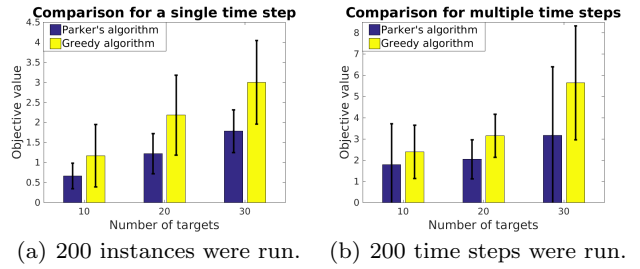 Comparison for a single time step
4.5
4
3.5
3
2.5
2
1.5
1
0.5
0
Objective value
Parker's algorithm
Greedy algorithm
10 20 30
Number of targets
(a) 200 instances were run.
Comparison for multiple time steps
8
7
6
5
4
3
2
1
0
Objective value
Parker's algorithm
Greedy algorithm
10 20 30
Number of targets
(b) 200 time steps were run.